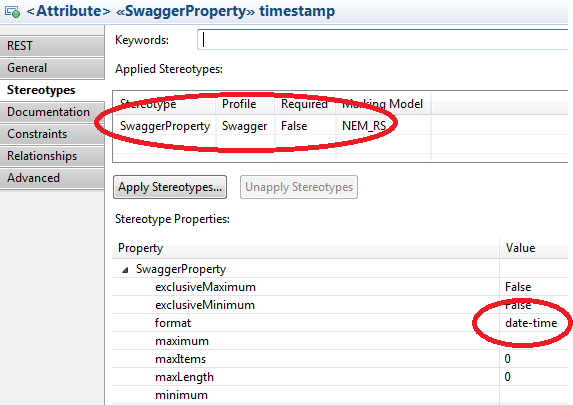 <Attribute> «SwaggerProperty» timestamp
Keywords:
REST
General
Stereotypes
Documentation
Constraints
Relationships
Advanced
Applied Stereotypes:
Stereotype Profile Required Marking Model
SwaggerProperty Swagger False NEM_RS
Apply Stereotypes... Unapply Stereotypes
Stereotype Properties:
Property Value
SwaggerProperty
exclusiveMaximum False
exclusiveMinimum False
format date-time
maximum
maxItems 0
maxLength 0
minimum